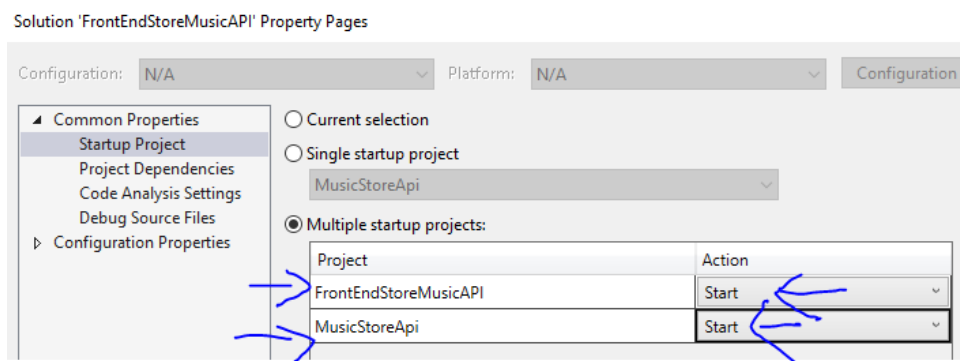 Solution 'FrontEndStoreMusicAPI' Property Pages
Configuration: N/A Platform: N/A Configuration
Common Properties
Startup Project
Project Dependencies
Code Analysis Settings
Debug Source Files
Configuration Properties
Current selection
Single startup project
MusicStoreApi
Multiple startup projects:
Project Action
FrontEndStoreMusicAPI Start
MusicStoreApi Start